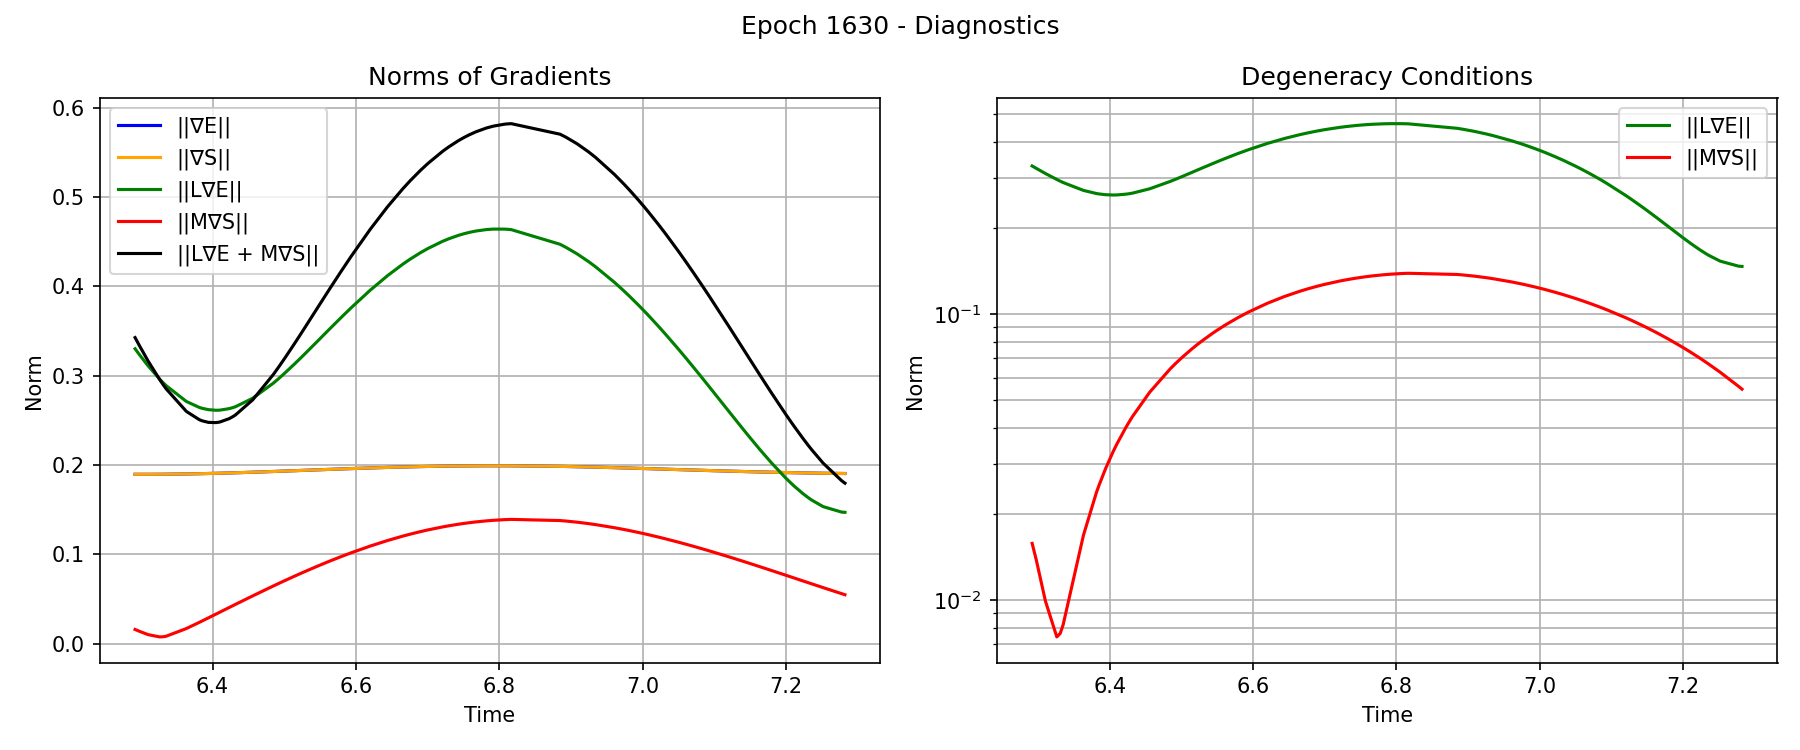 Epoch 1630 - Diagnostics
Norms of Gradients
Norm
0.6
0.5
0.4
0.3
0.2
0.1
0.0
||∇E||
||∇S||
||L∇E||
||M∇S||
||L∇E + M∇S||
6.4
6.6
6.8
7.0
7.2
Time
Degeneracy Conditions
Norm
10⁻¹
10⁻²
||L∇E||
||M∇S||
6.4
6.6
6.8
7.0
7.2
Time